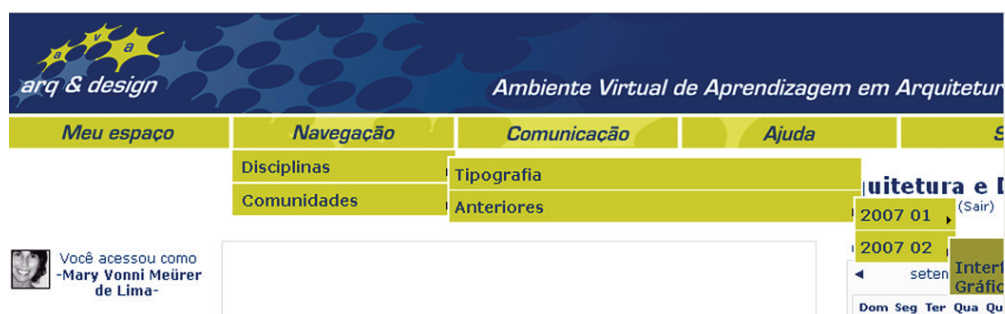 a v a
arq & design
Ambiente Virtual de Aprendizagem em Arquitetur
Meu espaço Navegação Comunicação Ajuda S
Disciplinas
Comunidades
Tipografia
Anteriores
uitetura e D
(Sair)
2007 01
2007 02
Interf
Gráfic
Você acessou como
-Mary Vonni Meürer
de Lima-
seten
Dom Seg Ter Qua Qu